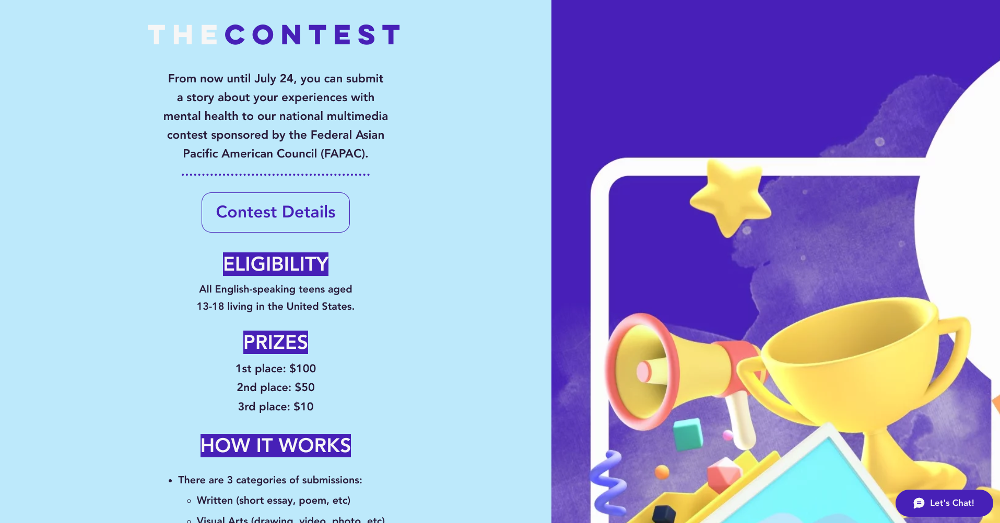 THECONTEST
From now until July 24, you can submit
a story about your experiences with
mental health to our national multimedia
contest sponsored by the Federal Asian
Pacific American Council (FAPAC).
Contest Details
ELIGIBILITY
All English-speaking teens aged
13-18 living in the United States.
PRIZES
1st place: $100
2nd place: $50
3rd place: $10
HOW IT WORKS
• There are 3 categories of submissions:
◦ Written (short essay, poem, etc)
◦ Visual Arts (drawing, video, photo, etc)
Let's Chat!